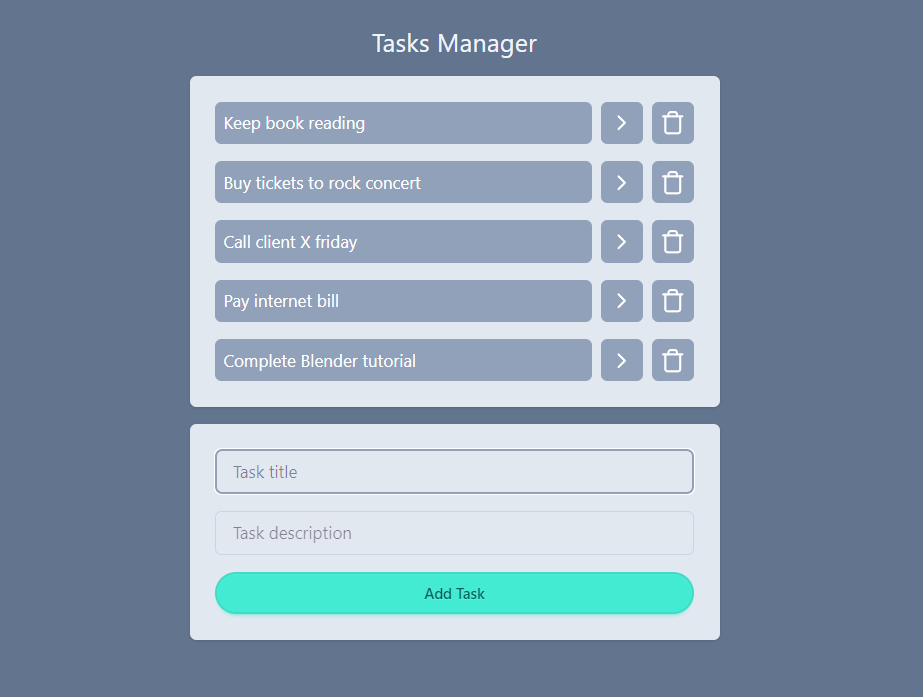 Tasks Manager
Keep book reading
Buy tickets to rock concert
Call client X friday
Pay internet bill
Complete Blender tutorial
Task title
Task description
Add Task